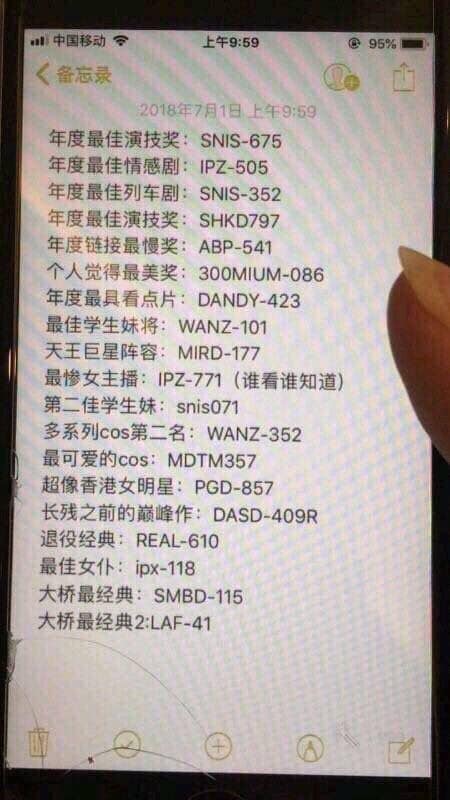 中国移动 上午9:59 95%
备忘录
2018年7月1日 上午9:59
年度最佳演技奖：SNIS-675
年度最佳情感剧：IPZ-505
年度最佳列车剧：SNIS-352
年度最佳演技奖：SHKD797
年度链接最慢奖：ABP-541
个人觉得最美奖：300MIUM-086
年度最具看点片：DANDY-423
最佳学生妹将：WANZ-101
天王巨星阵容：MIRD-177
最惨女主播：IPZ-771（谁看谁知道）
第二佳学生妹：snis071
多系列cos第二名：WANZ-352
最可爱的cos：MDTM357
超像香港女明星：PGD-857
长残之前的巅峰作：DASD-409R
退役经典：REAL-610
最佳女仆：ipx-118
大桥最经典：SMBD-115
大桥最经典2:LAF-41